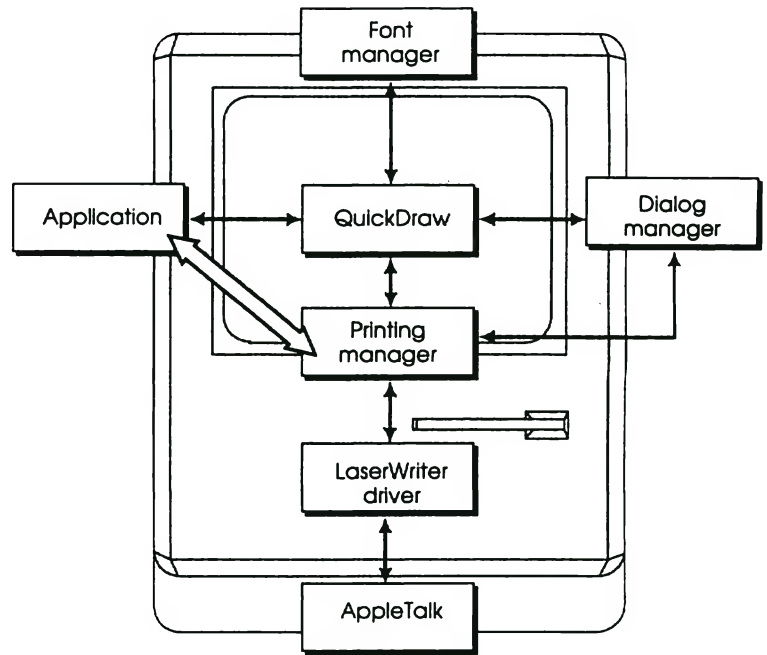 Font
manager
Application
QuickDraw
Dialog
manager
Printing
manager
LaserWriter
driver
AppleTalk